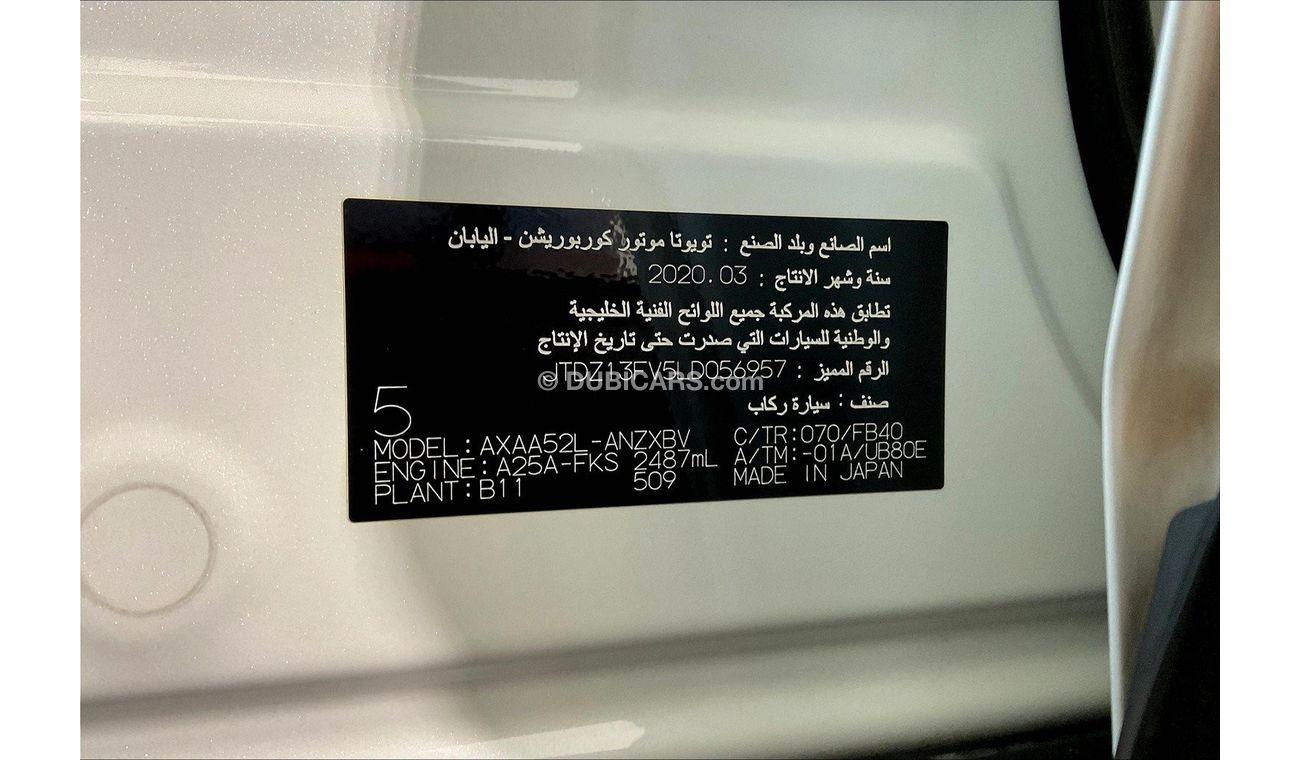 اسم الصانع وبلد الصنع : تويوتا موتور كوربوريشن - اليابان
سنة وشهر الانتاج : 2020.03
تطابق هذه المركبة جميع اللوائح الفنية الخليجية
والوطنية للسيارات التي صدرت حتى تاريخ الإنتاج
الرقم المميز : JTDZ13FV5LD056957
© DUBICARS.com
صنف : سيارة ركاب
5
MODEL:AXAA52L-ANZXBV C/TR:070/FB40
ENGINE:A25A-FKS 2487mL A/TM:-01A/UB80E
PLANT:B11 509 MADE IN JAPAN